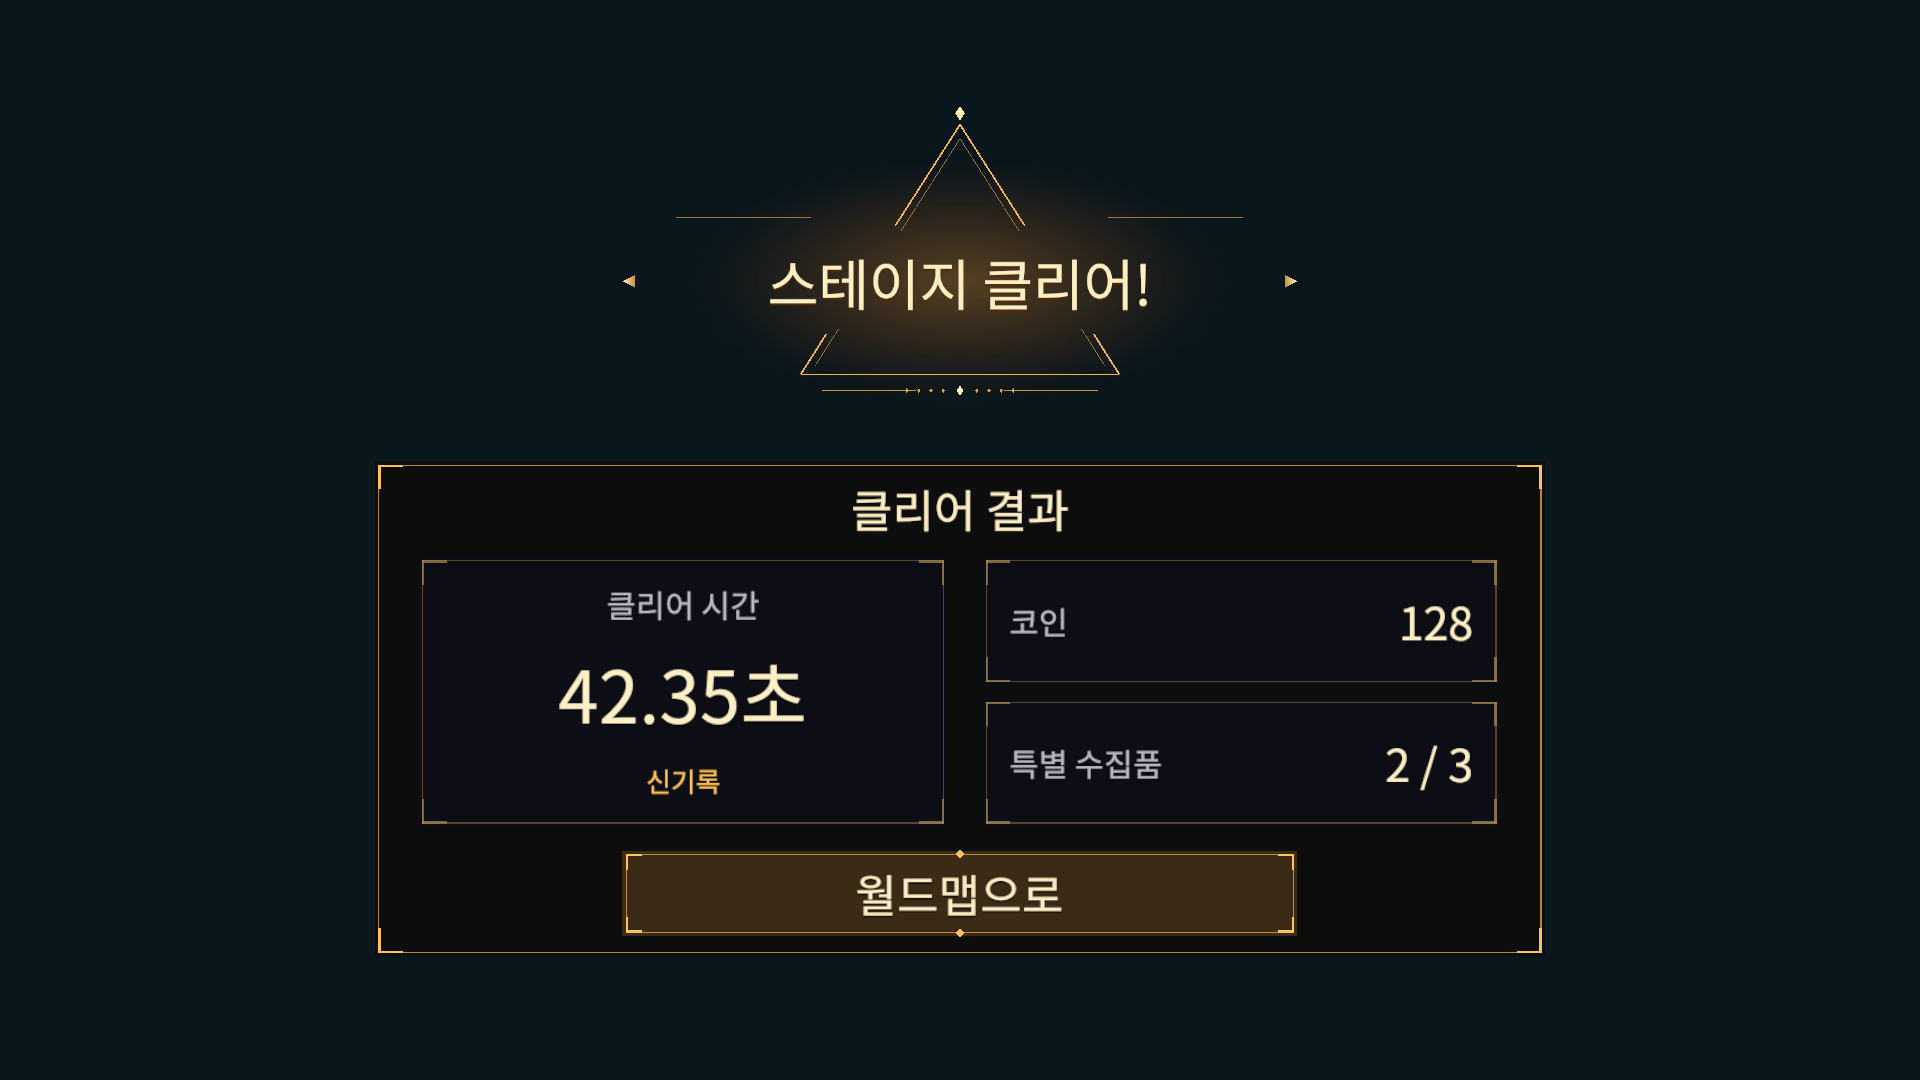 스테이지 클리어!
클리어 결과
클리어 시간
42.35초
신기록
코인
128
특별 수집품
2 / 3
월드맵으로